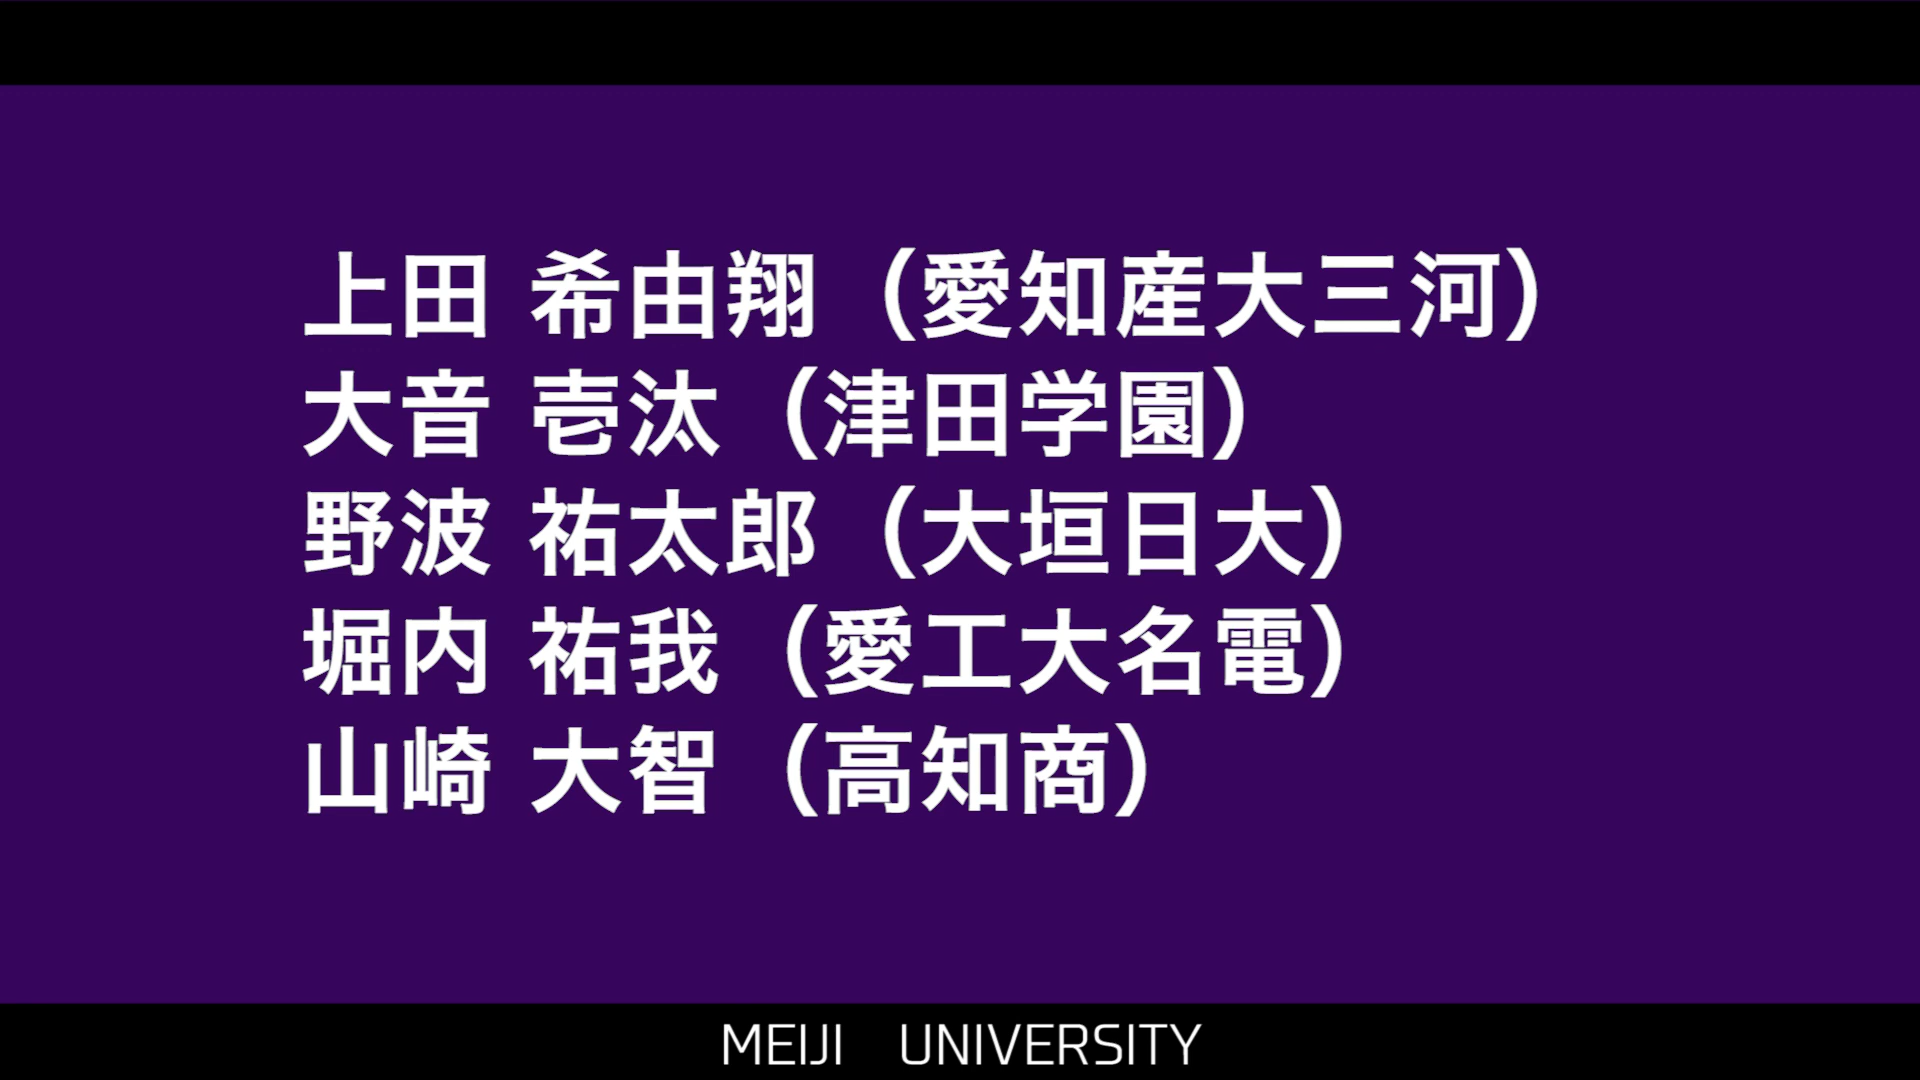 上田 希由翔（愛知産大三河）
大音 壱汰（津田学園）
野波 祐太郎（大垣日大）
堀内 祐我（愛工大名電）
山崎 大智（高知商）
MEIJI UNIVERSITY